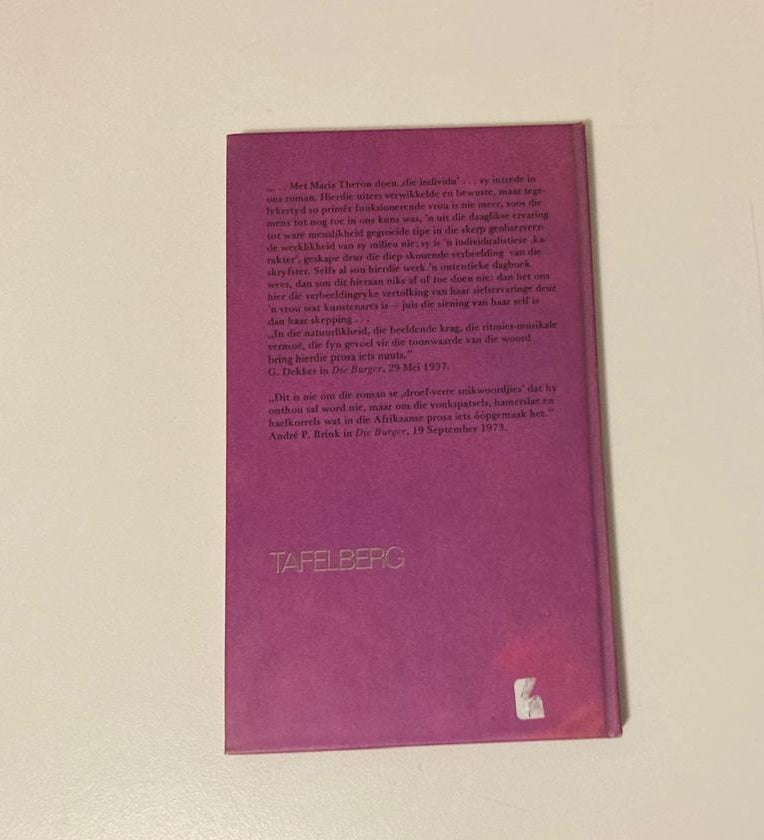 „. . . Met Maria Theron doen ‚die individu’ . . . sy intrede in
ons roman. Hierdie uiters verwikkelde en bewuste, maar tege-
lykertyd so primêr funksionerende vrou is nie meer, soos die
mens tot nog toe in ons kuns was, 'n uit die daaglikse ervaring
tot ware menslikheid gegroeide tipe in die skerp geobserveer-
de werklikheid van sy milieu nie; sy is 'n individualistiese ‚ka-
rakter’, geskape deur die diep skouende verbeelding van die
skryfster. Selfs al sou hierdie werk 'n outentieke dagboek
wees, dan sou dit hieraan niks af of toe doen nie: dan het ons
hier die verbeeldingryke vertolking van haar sielservaringe deur
'n vrou wat kunstenares is – juis die siening van haar self is
dan haar skepping . . .
„In die natuurlikheid, die beeldende krag, die ritmies-musikale
vermoë, die fyn gevoel vir die toonwaarde van die woord
bring hierdie prosa iets nuuts.”
G. Dekker in Die Burger, 29 Mei 1937.
„Dit is nie om die roman se ‚droef-verre snikwoordjies’ dat hy
onthou sal word nie, maar om die vonkspatsels, hamerslae en
haelkorrels wat in die Afrikaanse prosa iets óópgemaak het.”
André P. Brink in Die Burger, 19 September 1973.
TAFELBERG